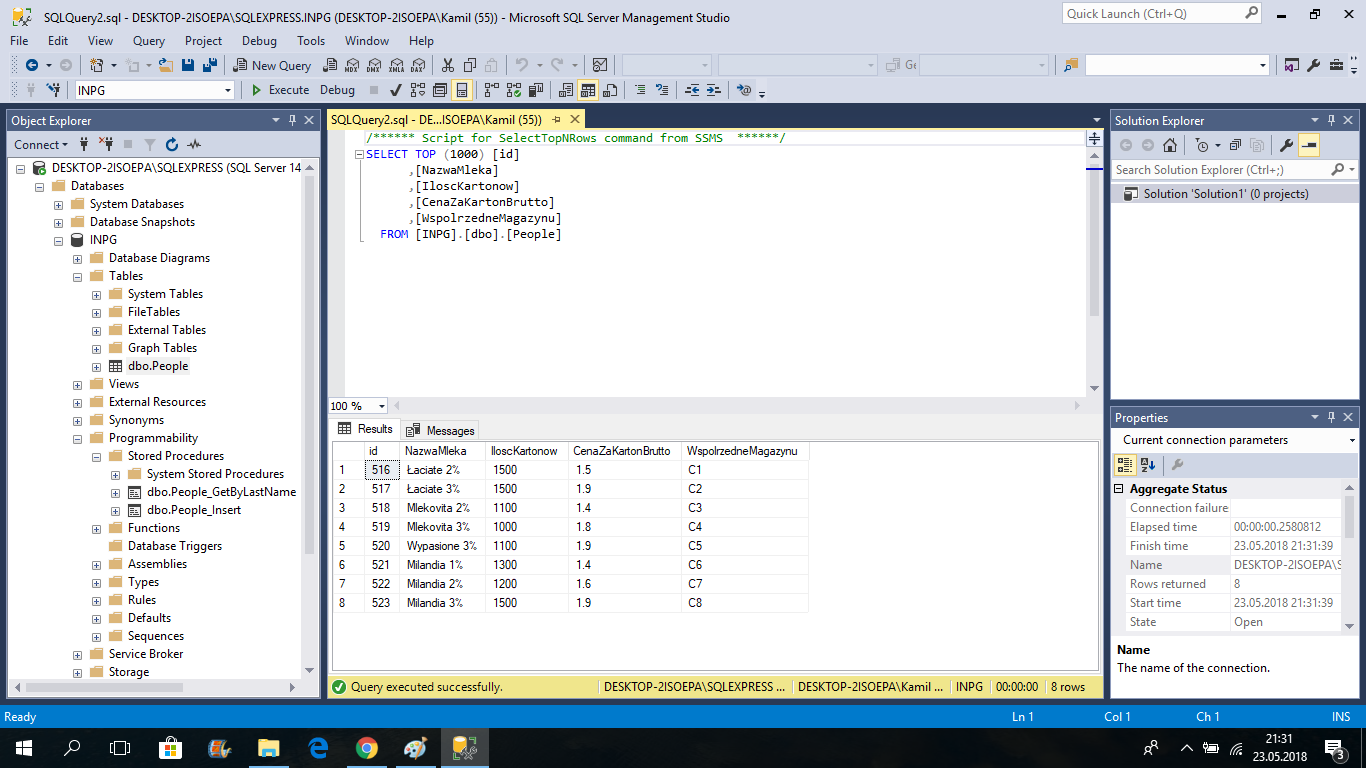 SQLQuery2.sql - DESKTOP-2ISOEPA\SQLEXPRESS.INPG (DESKTOP-2ISOEPA\Kamil (55)) - Microsoft SQL Server Management Studio
Quick Launch (Ctrl+Q)
File Edit View Query Project Debug Tools Window Help
New Query MDX DMX XMLA DAX
INPG Execute Debug
Object Explorer
Connect
DESKTOP-2ISOEPA\SQLEXPRESS (SQL Server 14
Databases
System Databases
Database Snapshots
INPG
Database Diagrams
Tables
System Tables
FileTables
External Tables
Graph Tables
dbo.People
Views
External Resources
Synonyms
Programmability
Stored Procedures
System Stored Procedures
dbo.People_GetByLastName
dbo.People_Insert
Functions
Database Triggers
Assemblies
Types
Rules
Defaults
Sequences
Service Broker
Storage
SQLQuery2.sql - DE...ISOEPA\Kamil (55))
/****** Script for SelectTopNRows command from SSMS ******/
SELECT TOP (1000) [id]
,[NazwaMleka]
,[IloscKartonow]
,[CenaZaKartonBrutto]
,[WspolrzedneMagazynu]
FROM [INPG].[dbo].[People]
100 %
Results Messages
id NazwaMleka IloscKartonow CenaZaKartonBrutto WspolrzedneMagazynu
1 516 Łaciate 2% 1500 1.5 C1
2 517 Łaciate 3% 1500 1.9 C2
3 518 Mlekovita 2% 1100 1.4 C3
4 519 Mlekovita 3% 1000 1.8 C4
5 520 Wypasione 3% 1100 1.9 C5
6 521 Milandia 1% 1300 1.4 C6
7 522 Milandia 2% 1200 1.6 C7
8 523 Milandia 3% 1500 1.9 C8
Query executed successfully. DESKTOP-2ISOEPA\SQLEXPRESS ... DESKTOP-2ISOEPA\Kamil ... INPG 00:00:00 8 rows
Solution Explorer
Search Solution Explorer (Ctrl+;)
Solution 'Solution1' (0 projects)
Properties
Current connection parameters
Aggregate Status
Connection failure
Elapsed time 00:00:00.2580812
Finish time 23.05.2018 21:31:39
Name DESKTOP-2ISOEPA\S
Rows returned 8
Start time 23.05.2018 21:31:39
State Open
Name
The name of the connection.
Ready Ln 1 Col 1 Ch 1 INS
21:31
23.05.2018
3